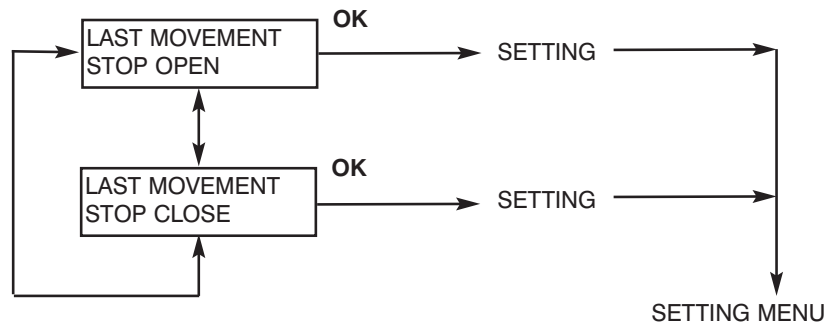 OK
LAST MOVEMENT
STOP OPEN
SETTING
OK
LAST MOVEMENT
STOP CLOSE
SETTING
SETTING MENU